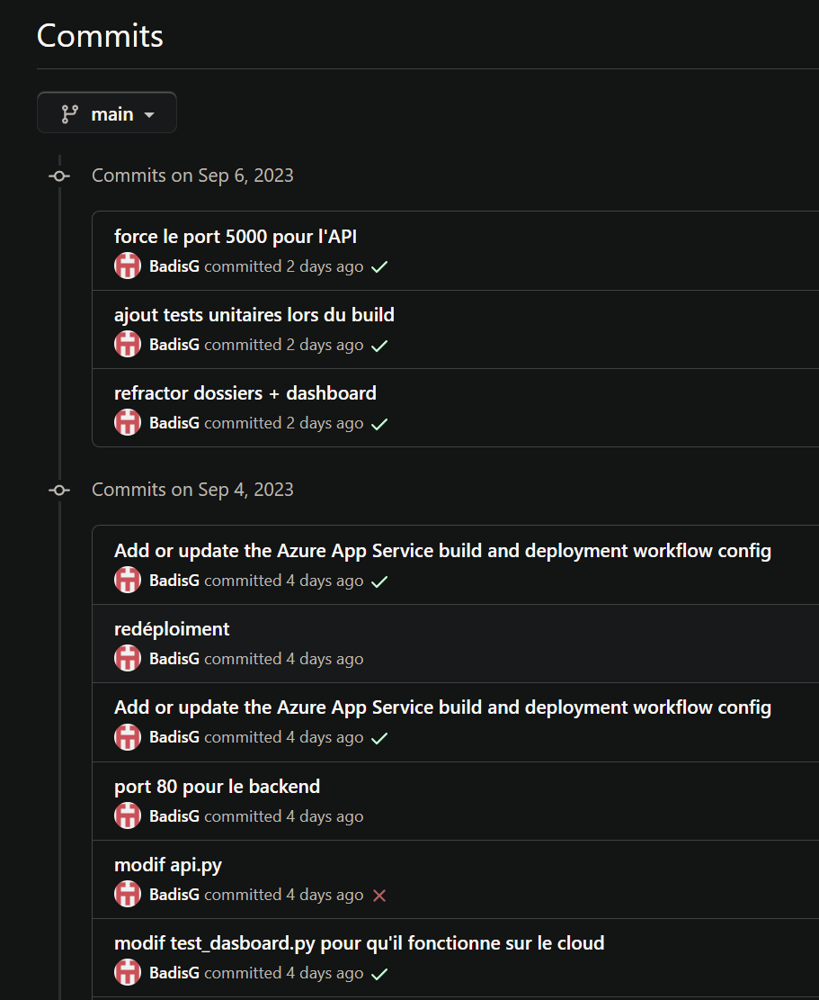 Commits
main
Commits on Sep 6, 2023
force le port 5000 pour l'API
BadisG committed 2 days ago
ajout tests unitaires lors du build
BadisG committed 2 days ago
refractor dossiers + dashboard
BadisG committed 2 days ago
Commits on Sep 4, 2023
Add or update the Azure App Service build and deployment workflow config
BadisG committed 4 days ago
redéploiment
BadisG committed 4 days ago
Add or update the Azure App Service build and deployment workflow config
BadisG committed 4 days ago
port 80 pour le backend
BadisG committed 4 days ago
modif api.py
BadisG committed 4 days ago
modif test_dasboard.py pour qu'il fonctionne sur le cloud
BadisG committed 4 days ago